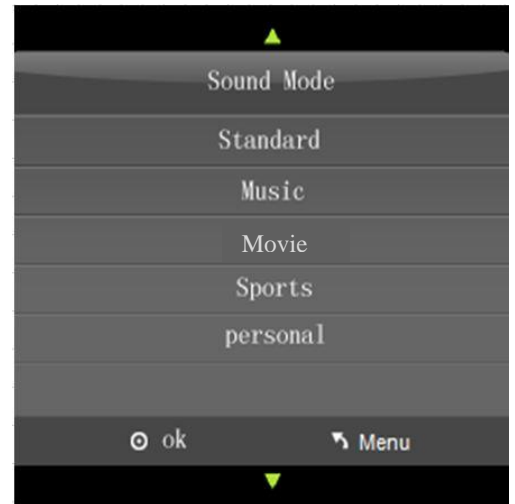 Sound Mode
Standard
Music
Movie
Sports
personal
ok Menu